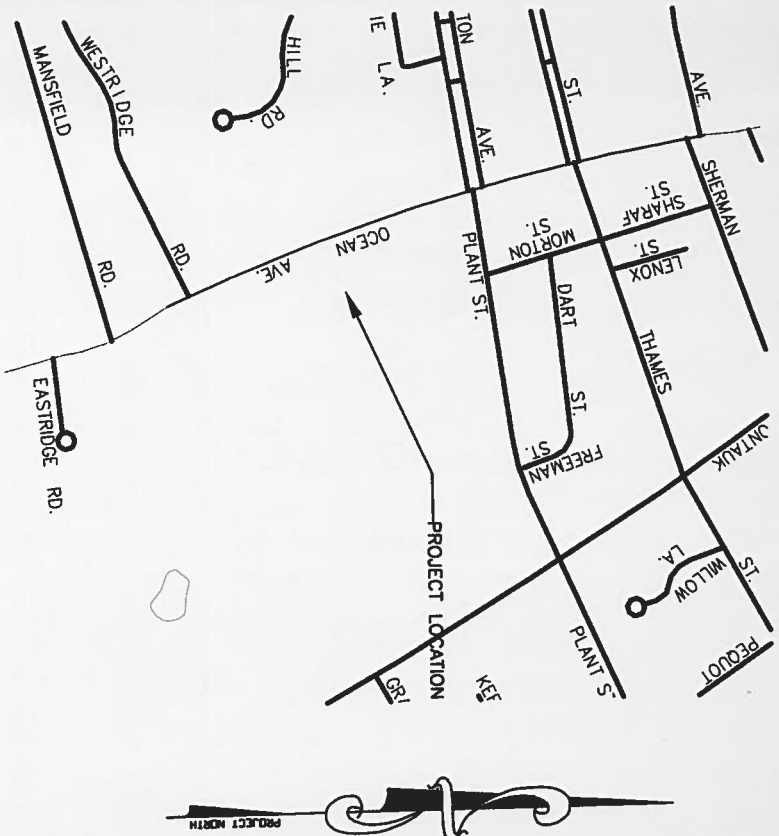 MANSFIELD
RD.
WESTRIDGE
RD.
HILL
RD.
IE
LA.
TON
AVE.
ST.
AVE.
SHERMAN
SHARAF
ST.
MORTON
ST.
LENOX
ST.
OCEAN
AVE.
PLANT ST.
DART
ST.
FREEMAN
ST.
THAMES
ST.
UNTAUK
WILLOW
LA.
PEQUOT
PLANT S
EASTRIDGE RD.
PROJECT LOCATION
GRI
KEF
PROJECT NORTH